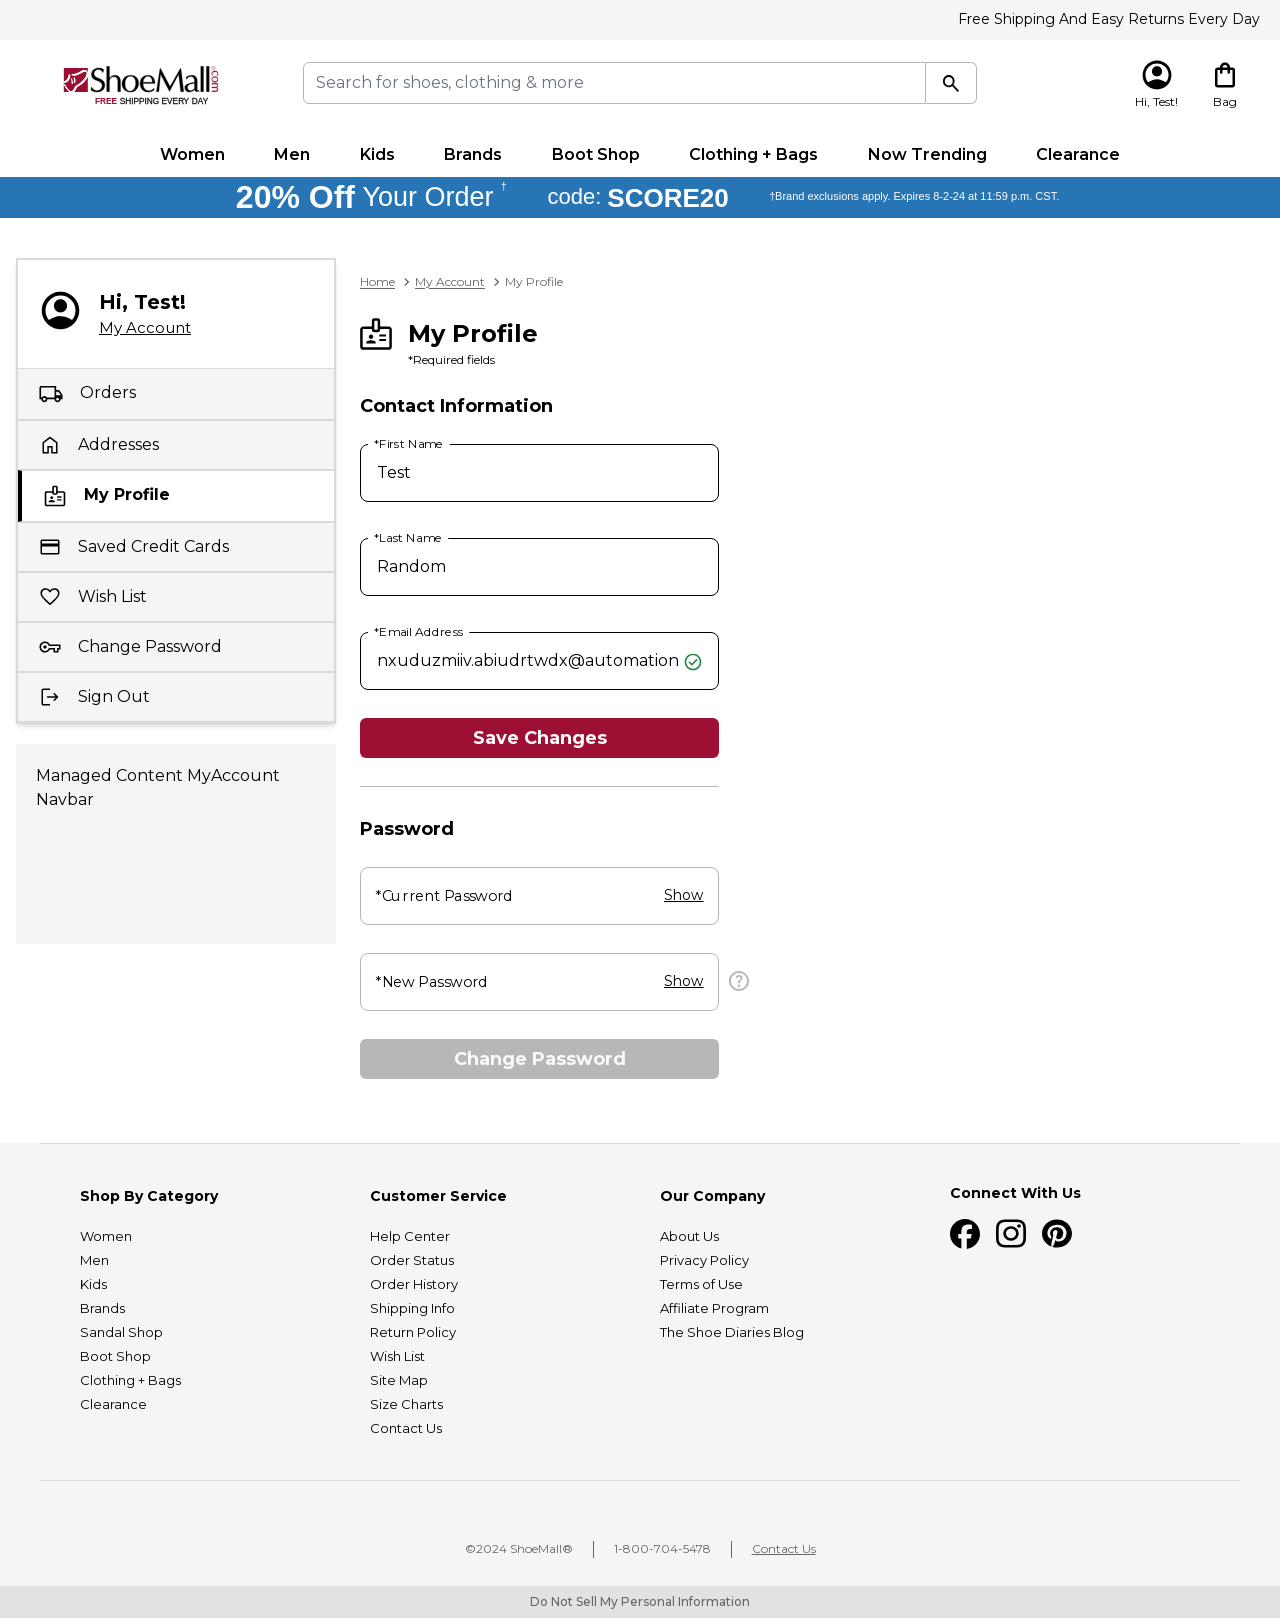 Free Shipping And Easy Returns Every Day
ShoeMall.com
FREE SHIPPING EVERY DAY
Search for shoes, clothing & more
Hi, Test!
Bag
Women Men Kids Brands Boot Shop Clothing + Bags Now Trending Clearance
20% Off Your Order † code: SCORE20 †Brand exclusions apply. Expires 8-2-24 at 11:59 p.m. CST.
Hi, Test!
My Account
Orders
Addresses
My Profile
Saved Credit Cards
Wish List
Change Password
Sign Out
Managed Content MyAccount
Navbar
Home > My Account > My Profile
My Profile
*Required fields
Contact Information
*First Name
Test
*Last Name
Random
*Email Address
nxuduzmiiv.abiudrtwdx@automation
Save Changes
Password
*Current Password Show
*New Password Show
?
Change Password
Shop By Category
Women
Men
Kids
Brands
Sandal Shop
Boot Shop
Clothing + Bags
Clearance
Customer Service
Help Center
Order Status
Order History
Shipping Info
Return Policy
Wish List
Site Map
Size Charts
Contact Us
Our Company
About Us
Privacy Policy
Terms of Use
Affiliate Program
The Shoe Diaries Blog
Connect With Us
©2024 ShoeMall® | 1-800-704-5478 | Contact Us
Do Not Sell My Personal Information